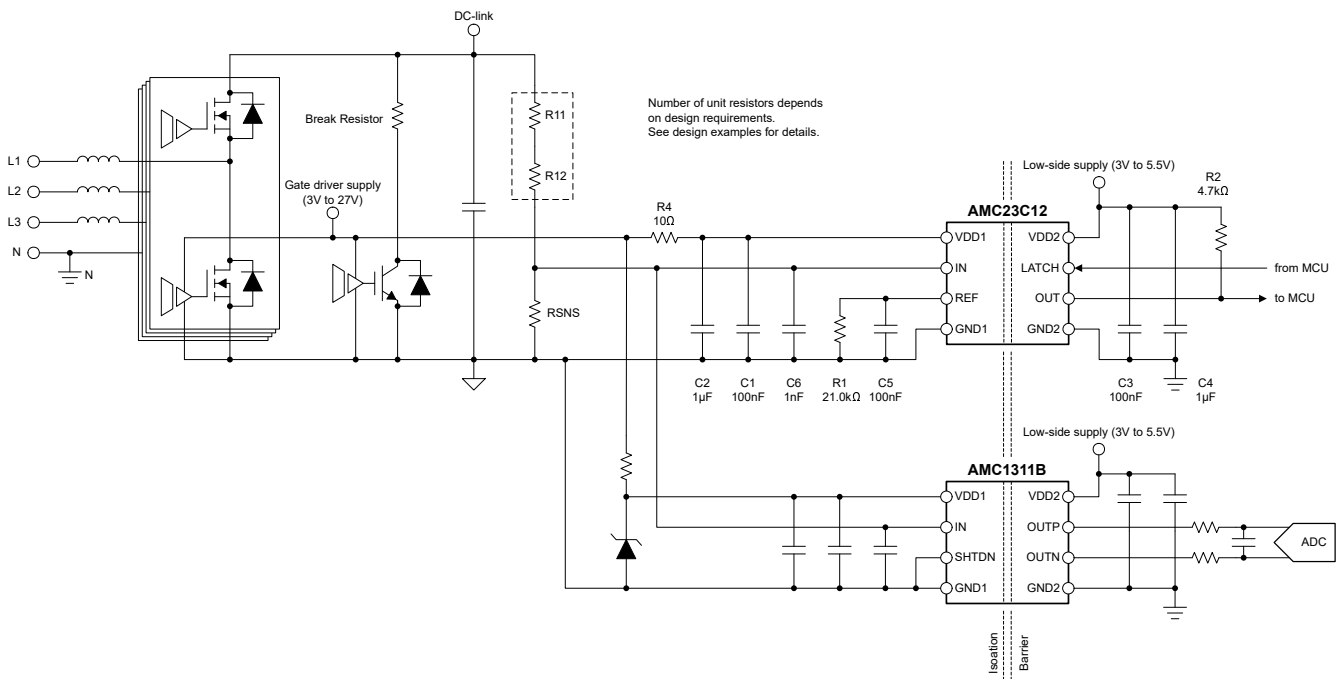 DC-link
Break Resistor
R11
R12
Number of unit resistors depends
on design requirements.
See design examples for details.
L1
L2
L3
N
N
Gate driver supply
(3V to 27V)
RSNS
R4
10Ω
C2
1µF
C1
100nF
C6
1nF
R1
21.0kΩ
C5
100nF
AMC23C12
VDD1
IN
REF
GND1
VDD2
LATCH
OUT
GND2
Low-side supply (3V to 5.5V)
R2
4.7kΩ
from MCU
to MCU
C3
100nF
C4
1µF
Low-side supply (3V to 5.5V)
AMC1311B
VDD1
IN
SHTDN
GND1
VDD2
OUTP
OUTN
GND2
ADC
Isoation
Barrier